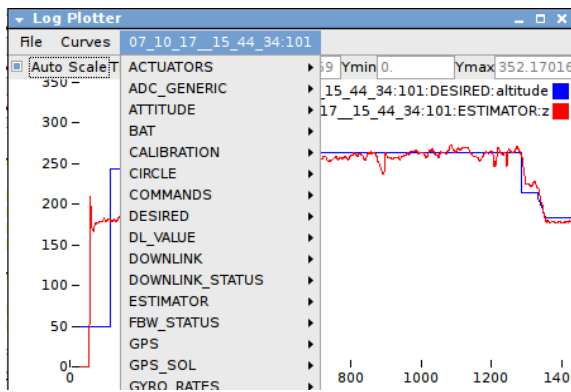 Log Plotter
File Curves 07_10_17__15_44_34:101
Auto Scale T 59 Ymin 0. Ymax 352.17016
ACTUATORS
ADC_GENERIC
ATTITUDE
BAT
CALIBRATION
CIRCLE
COMMANDS
DESIRED
DL_VALUE
DOWNLINK
DOWNLINK_STATUS
ESTIMATOR
FBW_STATUS
GPS
GPS_SOL
GYRO_RATES
_15_44_34:101:DESIRED:altitude
17__15_44_34:101:ESTIMATOR:z
350
300
250
200
150
100
50
0
0 800 1000 1200 140